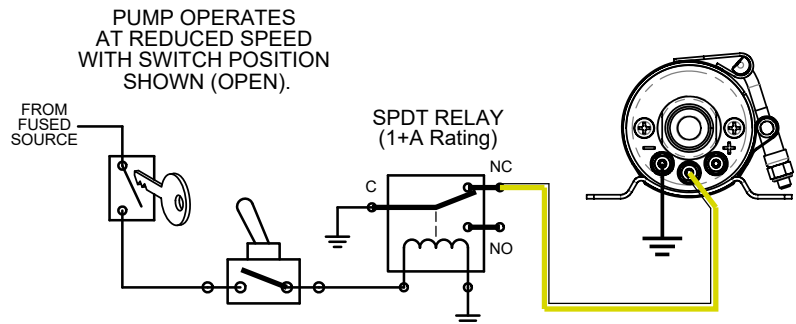 PUMP OPERATES
AT REDUCED SPEED
WITH SWITCH POSITION
SHOWN (OPEN).
FROM
FUSED
SOURCE
SPDT RELAY
(1+A Rating)
C
NC
NO
− +